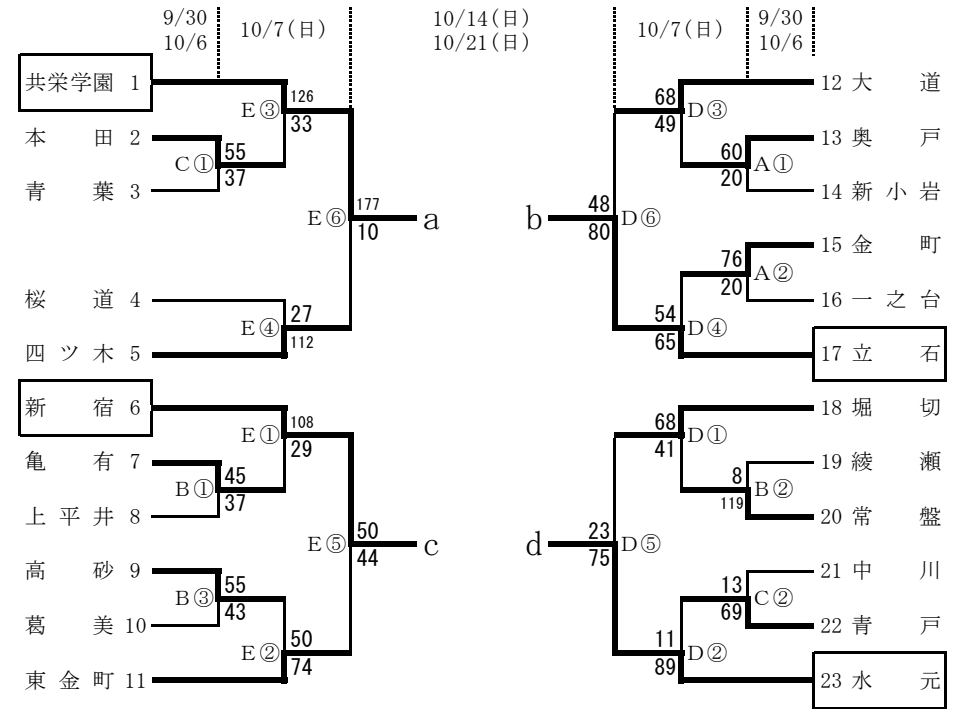 9/30
10/6
10/7(日)
10/14(日)
10/21(日)
10/7(日)
9/30
10/6
共栄学園 1
本田 2
青葉 3
桜道 4
四ツ木 5
新宿 6
亀有 7
上平井 8
高砂 9
葛美 10
東金町 11
C① 55
37
E③ 126
33
E④ 27
112
E⑥ 177
10
a
B① 45
37
E① 108
29
B③ 55
43
E② 50
74
E⑤ 50
44
c
b
48
80 D⑥
68
49 D③
60
20 A①
76
20 A②
54
65 D④
d
23
75 D⑤
68
41 D①
8
119 B②
13
69 C②
11
89 D②
12 大道
13 奥戸
14 新小岩
15 金町
16 一之台
17 立石
18 堀切
19 綾瀬
20 常盤
21 中川
22 青戸
23 水元